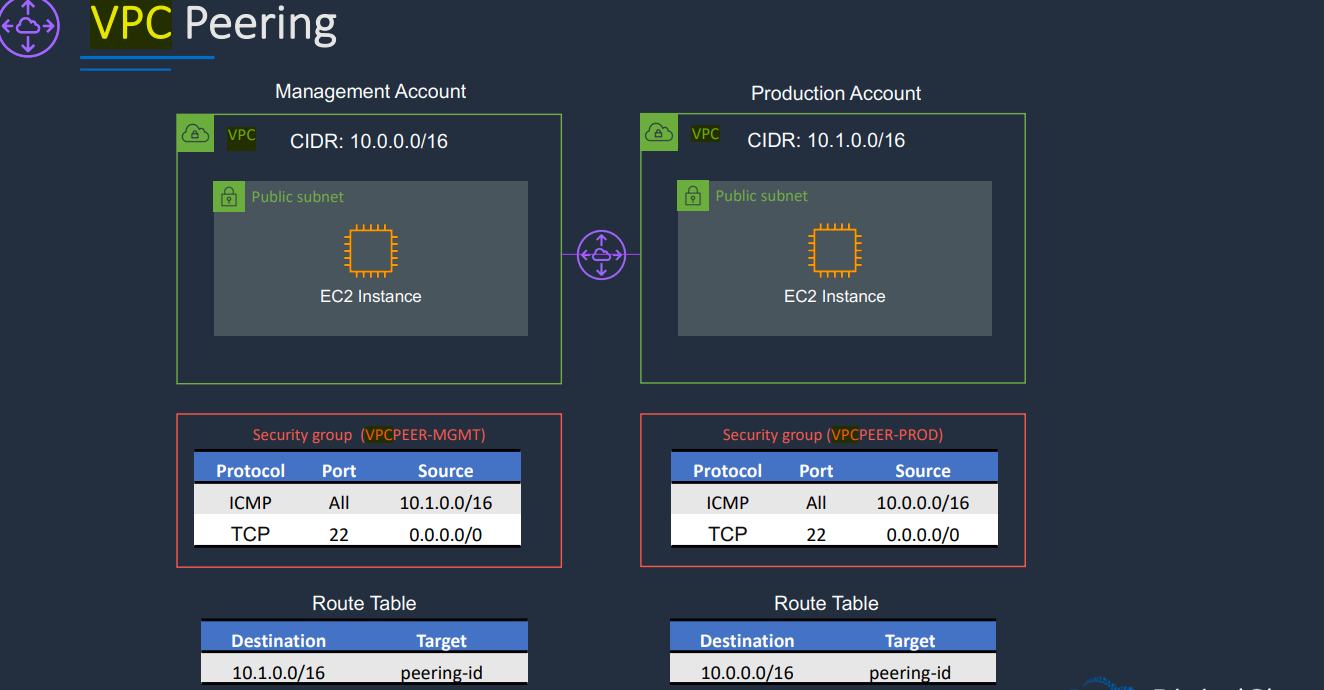 VPC Peering
Management Account
Production Account
VPC
CIDR: 10.0.0.0/16
VPC
CIDR: 10.1.0.0/16
Public subnet
Public subnet
EC2 Instance
EC2 Instance
Security group (VPCPEER-MGMT)
Protocol Port Source
ICMP All 10.1.0.0/16
TCP 22 0.0.0.0/0
Security group (VPCPEER-PROD)
Protocol Port Source
ICMP All 10.0.0.0/16
TCP 22 0.0.0.0/0
Route Table
Destination Target
10.1.0.0/16 peering-id
Route Table
Destination Target
10.0.0.0/16 peering-id